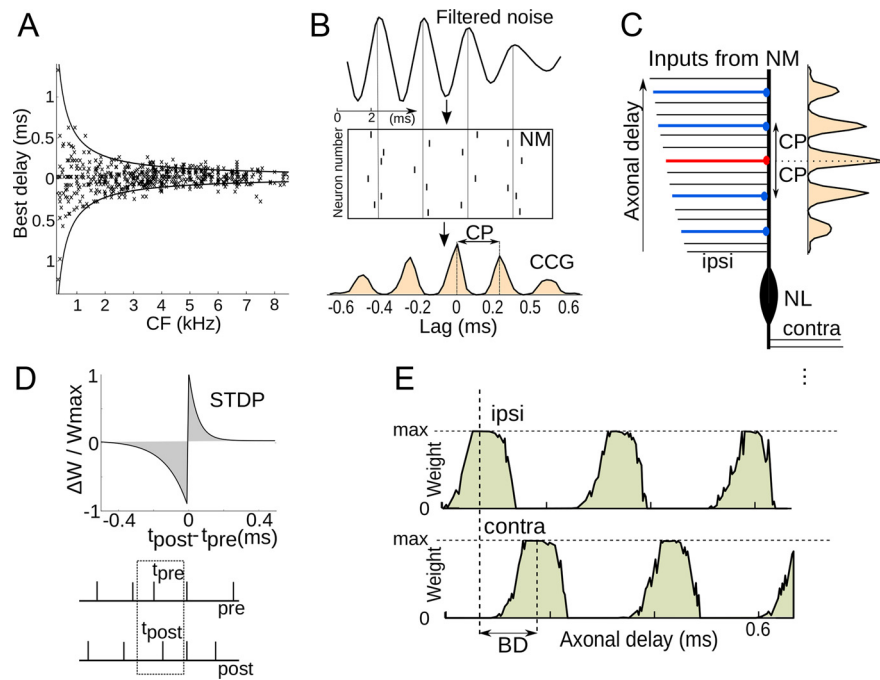 A
Best delay (ms)
1
0.5
0
0.5
1
1 2 3 4 5 6 7 8
CF (kHz)
B
Filtered noise
0 2 (ms)
NM
Neuron number
CP
CCG
-0.6 -0.4 -0.2 0 0.2 0.4 0.6
Lag (ms)
C
Inputs from NM
Axonal delay
CP
CP
ipsi
NL
contra
D
ΔW / Wmax
1
0
-1
STDP
-0.4 0 0.4
tpost-tpre(ms)
tpre
pre
tpost
post
E
ipsi
max
Weight
0
contra
max
Weight
0
0.6
BD
Axonal delay (ms)